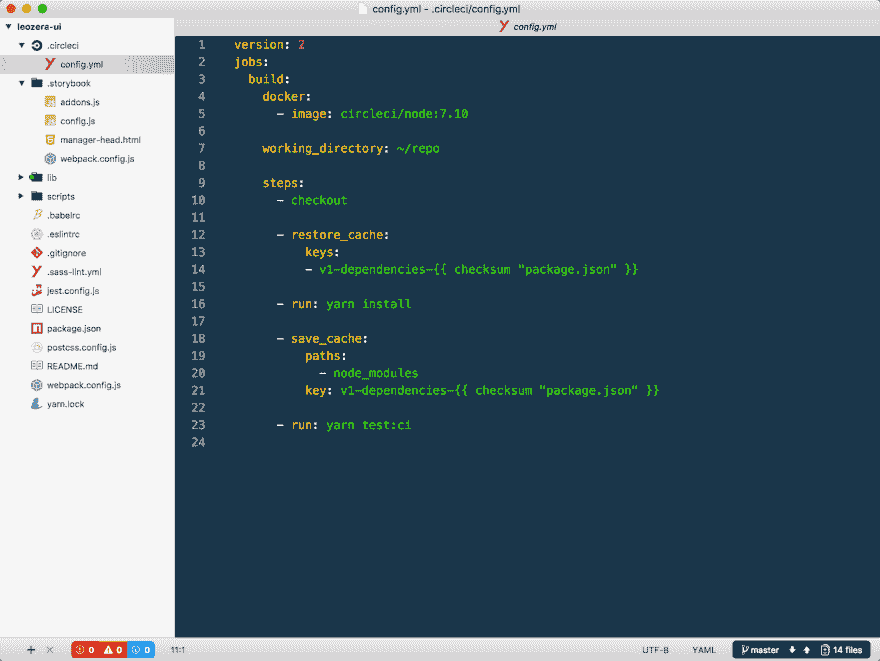 config.yml - .circleci/config.yml
leozera-ui
.circleci
config.yml
.storybook
addons.js
config.js
manager-head.html
webpack.config.js
lib
scripts
.babelrc
.eslintrc
.gitignore
.sass-lint.yml
jest.config.js
LICENSE
package.json
postcss.config.js
README.md
webpack.config.js
yarn.lock
config.yml
1 version: 2
2 jobs:
3   build:
4     docker:
5       - image: circleci/node:7.10
6
7     working_directory: ~/repo
8
9     steps:
10       - checkout
11
12       - restore_cache:
13           keys:
14           - v1-dependencies-{{ checksum "package.json" }}
15
16       - run: yarn install
17
18       - save_cache:
19           paths:
20             - node_modules
21           key: v1-dependencies-{{ checksum "package.json" }}
22
23       - run: yarn test:ci
24
0 0 0 11:1 UTF-8 YAML master 14 files